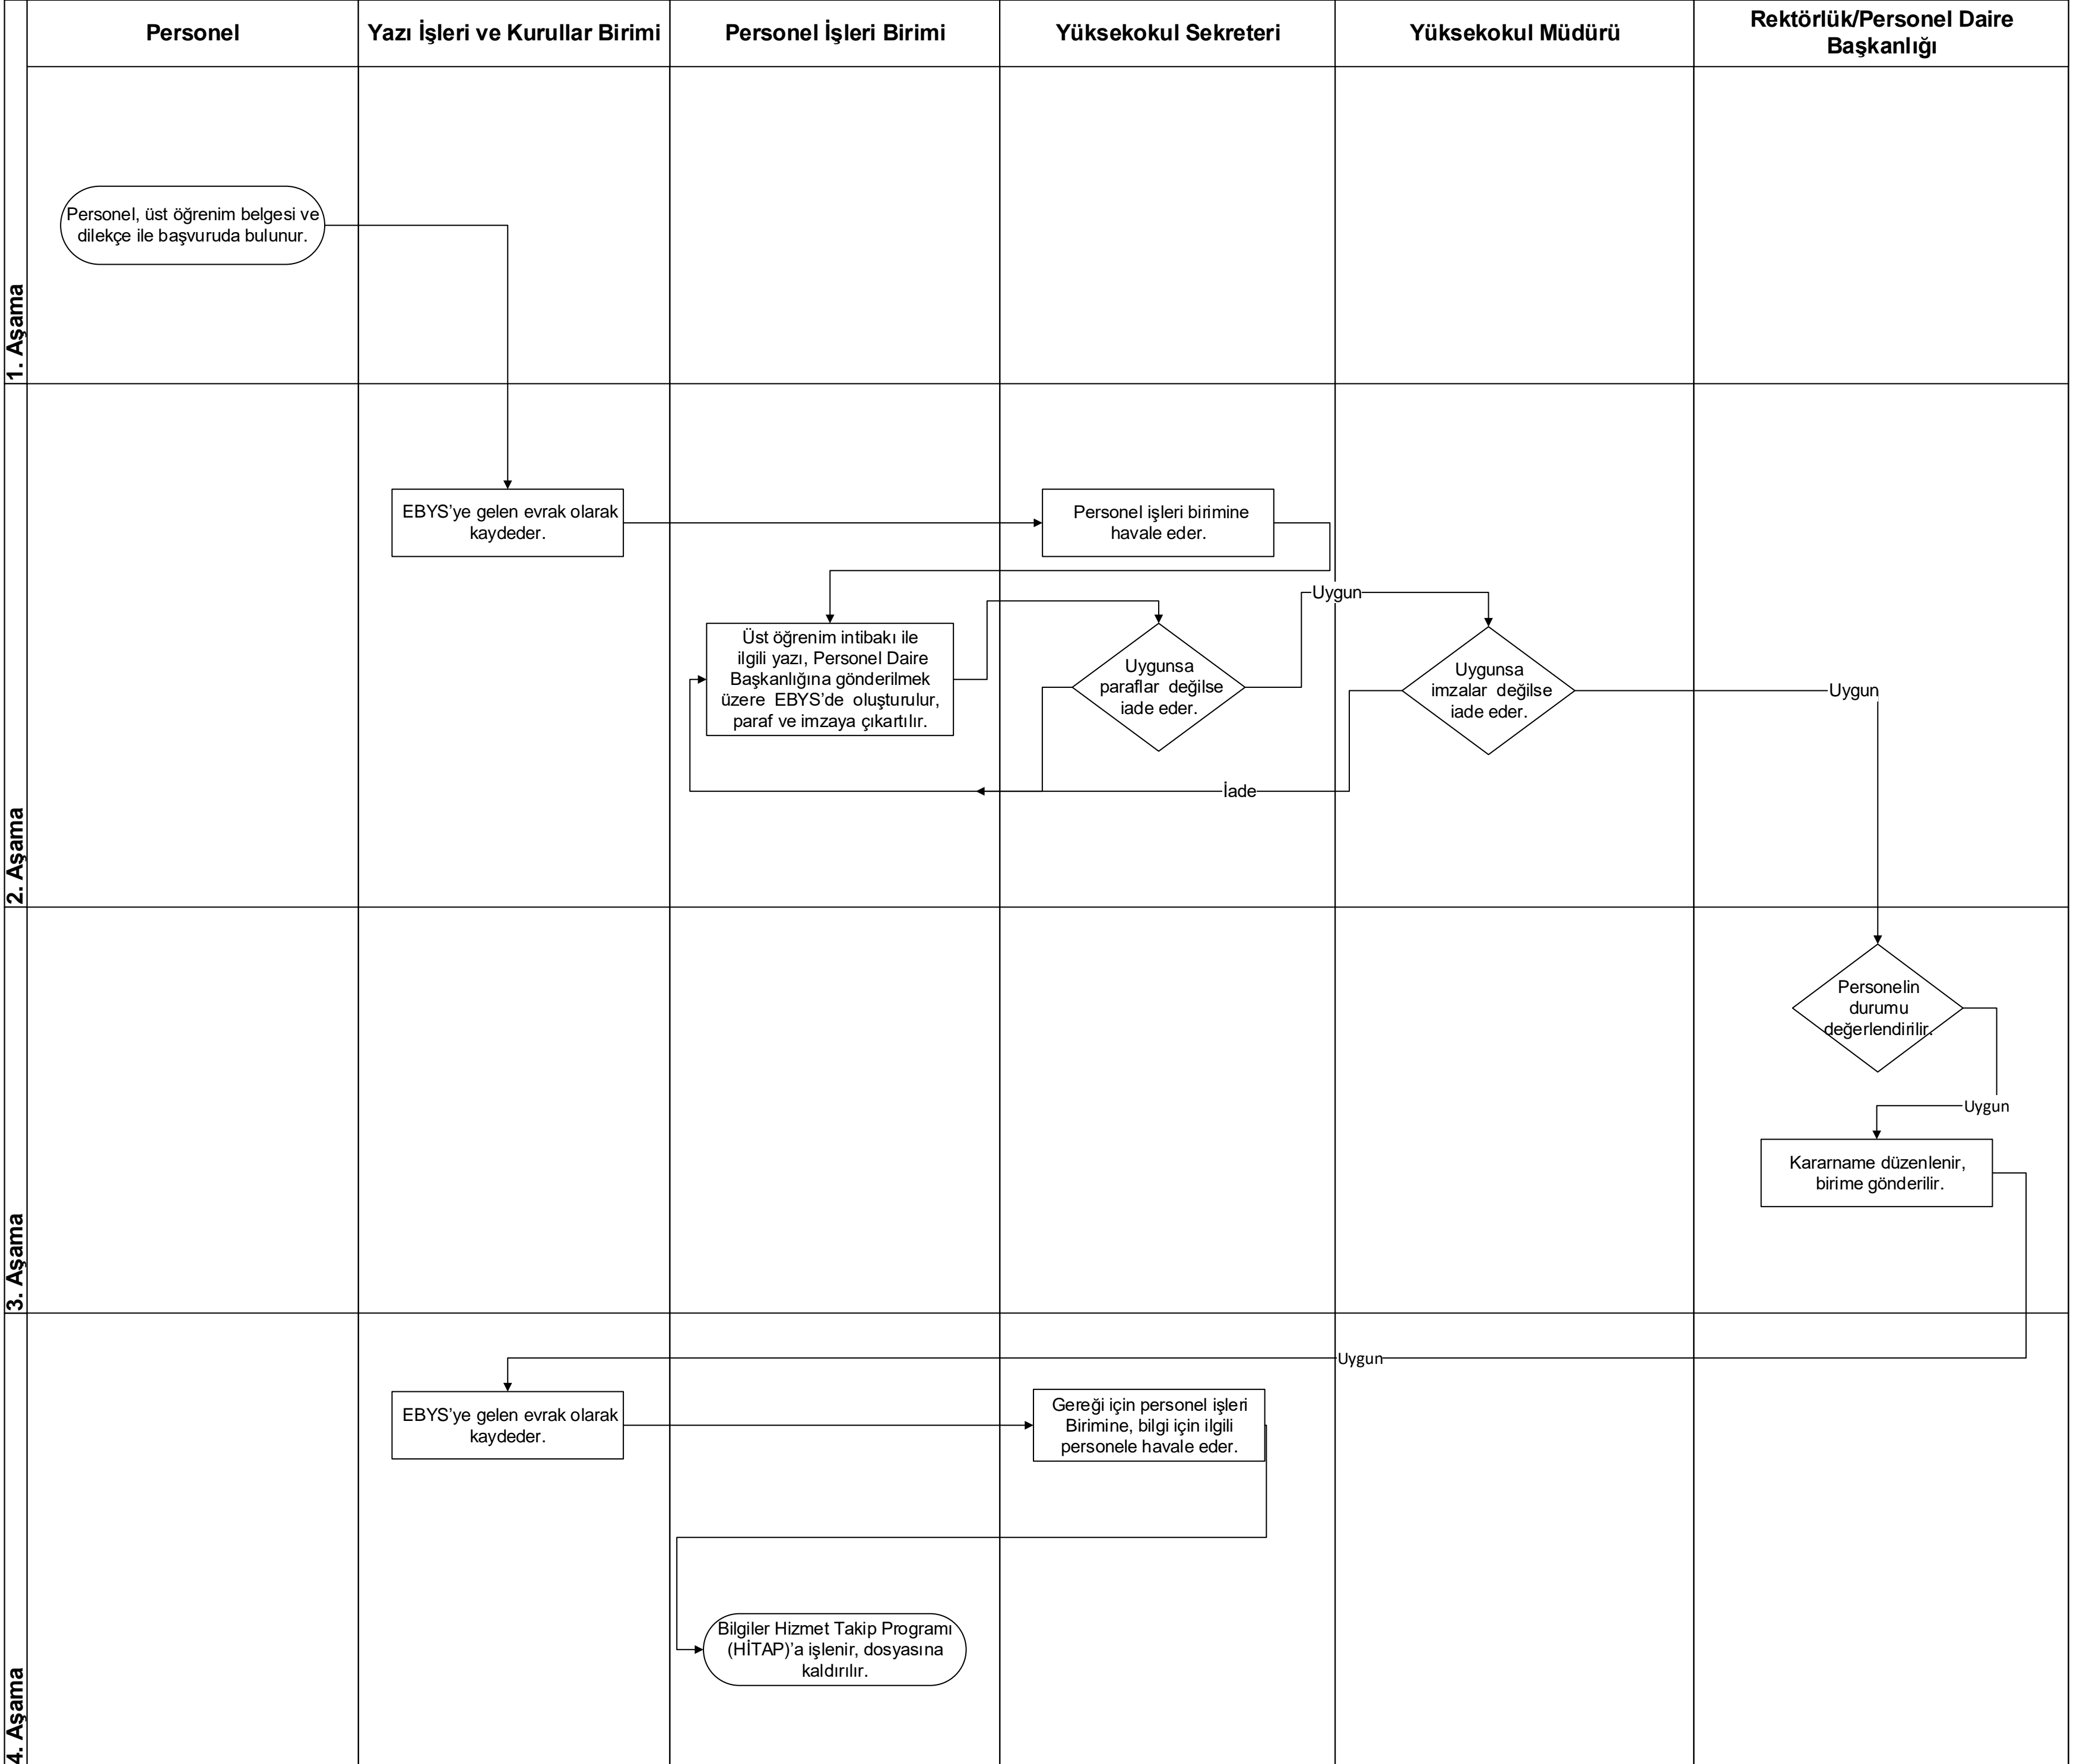 Personel
Yazı İşleri ve Kurullar Birimi
Personel İşleri Birimi
Yüksekokul Sekreteri
Yüksekokul Müdürü
Rektörlük/Personel Daire
Başkanlığı
1. Aşama
Personel, üst öğrenim belgesi ve
dilekçe ile başvuruda bulunur.
2. Aşama
EBYS’ye gelen evrak olarak
kaydeder.
Personel işleri birimine
havale eder.
Üst öğrenim intibakı ile
ilgili yazı, Personel Daire
Başkanlığına gönderilmek
üzere EBYS’de oluşturulur,
paraf ve imzaya çıkartılır.
Uygunsa
paraflar değilse
iade eder.
Uygun
Uygunsa
imzalar değilse
iade eder.
Uygun
İade
3. Aşama
Personelin
durumu
değerlendirilir.
Uygun
Kararname düzenlenir,
birime gönderilir.
4. Aşama
Uygun
EBYS’ye gelen evrak olarak
kaydeder.
Gereği için personel işleri
Birimine, bilgi için ilgili
personele havale eder.
Bilgiler Hizmet Takip Programı
(HİTAP)’a işlenir, dosyasına
kaldırılır.